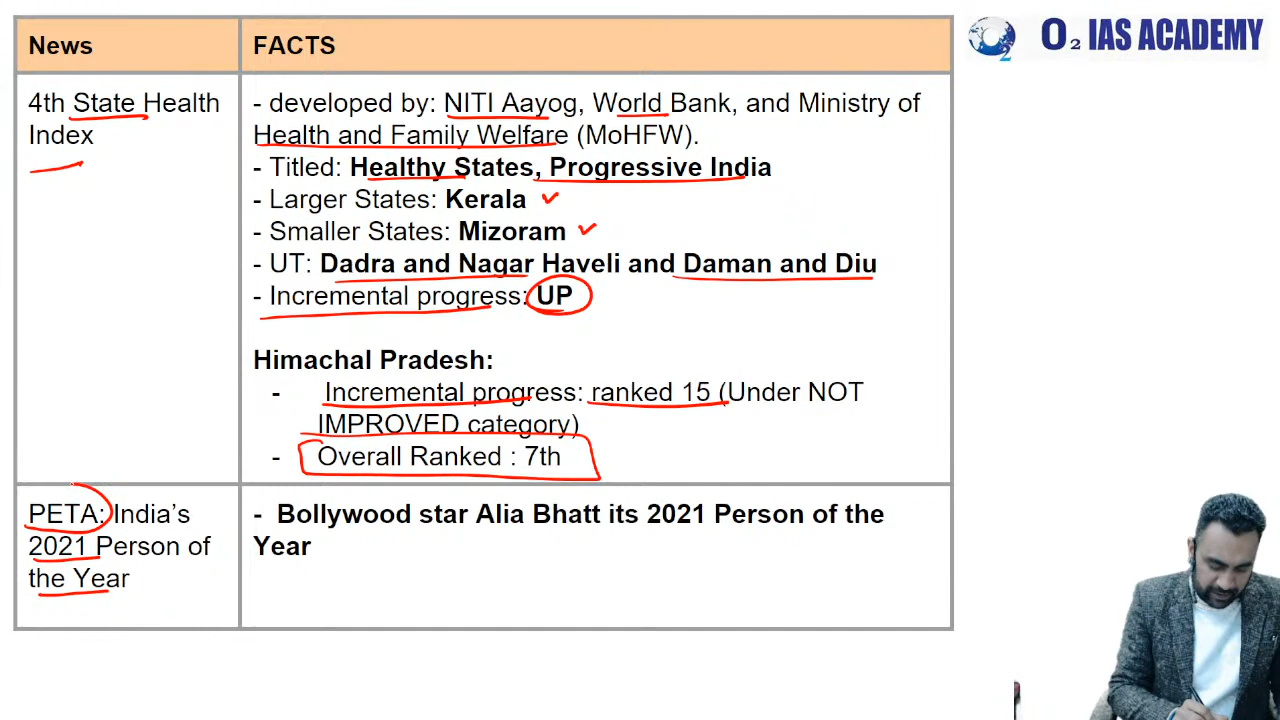 News
FACTS
O2 IAS ACADEMY
4th State Health
Index
- developed by: NITI Aayog, World Bank, and Ministry of
Health and Family Welfare (MoHFW).
- Titled: Healthy States, Progressive India
- Larger States: Kerala
- Smaller States: Mizoram
- UT: Dadra and Nagar Haveli and Daman and Diu
- Incremental progress: UP
Himachal Pradesh:
- Incremental progress: ranked 15 (Under NOT
IMPROVED category)
- Overall Ranked : 7th
PETA: India’s
2021 Person of
the Year
- Bollywood star Alia Bhatt its 2021 Person of the
Year